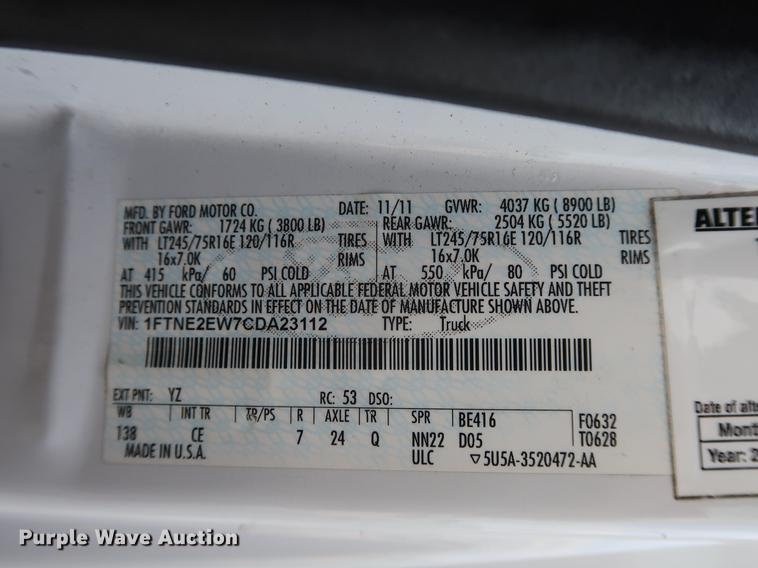 MFD. BY FORD MOTOR CO. DATE: 11/11 GVWR: 4037 KG ( 8900 LB)
FRONT GAWR: 1724 KG ( 3800 LB) REAR GAWR: 2504 KG ( 5520 LB)
WITH LT245/75R16E 120/116R TIRES WITH LT245/75R16E 120/116R TIRES
16x7.0K RIMS 16x7.0K RIMS
AT 415 kPa/ 60 PSI COLD AT 550 kPa/ 80 PSI COLD
THIS VEHICLE CONFORMS TO ALL APPLICABLE FEDERAL MOTOR VEHICLE SAFETY AND THEFT
PREVENTION STANDARDS IN EFFECT ON THE DATE OF MANUFACTURE SHOWN ABOVE.
VIN: 1FTNE2EW7CDA23112 TYPE: Truck
EXT PNT: YZ RC: 53 DSO:
WB INT TR TP/PS R AXLE TR SPR BE416 F0632
138 CE 7 24 Q NN22 D05 T0628
MADE IN U.S.A. ULC ▽5U5A-3520472-AA
Date of
Mont
Year: 2
Purple Wave Auction